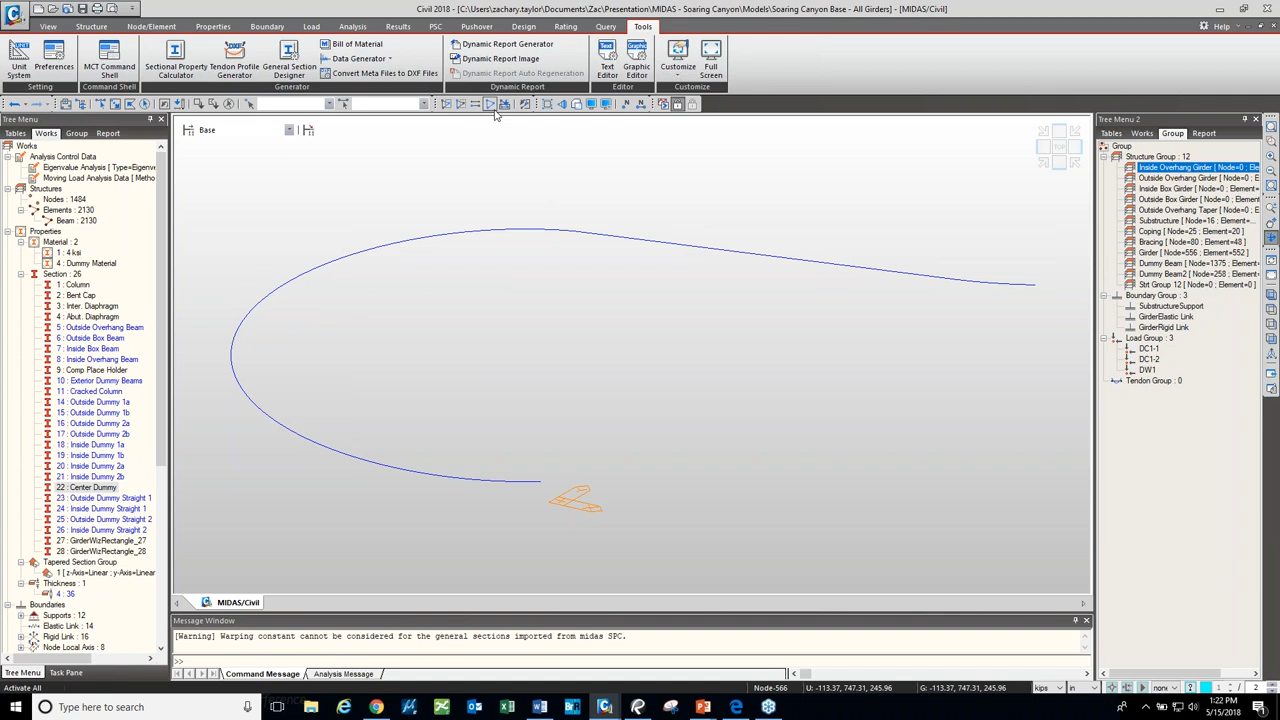 Civil 2018 - [C:\Users\zachary.taylor\Documents\Zac\Presentation\MIDAS - Soaring Canyon\Models\Soaring Canyon Base - All Girders] - [MIDAS/Civil]
View Structure Node/Element Properties Boundary Load Analysis Results PSC Pushover Design Rating Query Tools
Help
Unit System
Preferences
MCT Command Shell
Sectional Property Calculator
Tendon Profile Generator
General Section Designer
Bill of Material
Data Generator
Convert Meta Files to DXF Files
Dynamic Report Generator
Dynamic Report Image
Dynamic Report Auto Regeneration
Text Editor
Graphic Editor
Customize
Full Screen
Setting
Command Shell
Generator
Dynamic Report
Editor
Customize
Tree Menu
Tables Works Group Report
Works
Analysis Control Data
Eigenvalue Analysis [ Type=Eigenve
Moving Load Analysis Data [ Metho
Structures
Nodes : 1484
Elements : 2130
Beam : 2130
Properties
Material : 2
1 : 4 ksi
4 : Dummy Material
Section : 26
1 : Column
2 : Bent Cap
3 : Inter. Diaphragm
4 : Abut. Diaphragm
5 : Outside Overhang Beam
6 : Outside Box Beam
7 : Inside Box Beam
8 : Inside Overhang Beam
9 : Comp Place Holder
10 : Exterior Dummy Beams
11 : Cracked Column
14 : Outside Dummy 1a
15 : Outside Dummy 1b
16 : Outside Dummy 2a
17 : Outside Dummy 2b
18 : Inside Dummy 1a
19 : Inside Dummy 1b
20 : Inside Dummy 2a
21 : Inside Dummy 2b
22 : Center Dummy
23 : Outside Dummy Straight 1
24 : Inside Dummy Straight 1
25 : Outside Dummy Straight 2
26 : Inside Dummy Straight 2
27 : GirderWizRectangle_27
28 : GirderWizRectangle_28
Tapered Section Group
1 [ z-Axis=Linear ; y-Axis=Linear
Thickness : 1
4 : 36
Boundaries
Supports : 12
Elastic Link : 14
Rigid Link : 16
Node Local Axis : 8
Tree Menu Task Pane
Base
TOP
MIDAS/Civil
Message Window
[Warning] Warping constant cannot be considered for the general sections imported from midas SPC.
>>
Command Message Analysis Message
Tree Menu 2
Tables Works Group Report
Group
Structure Group : 12
Inside Overhang Girder [ Node=0 ; Ele
Outside Overhang Girder [ Node=0 ; E
Inside Box Girder [ Node=0 ; Element
Outside Box Girder [ Node=0 ; Eleme
Outside Overhang Taper [ Node=0 ;
Substructure [ Node=16 ; Element=...
Coping [ Node=25 ; Element=20 ]
Bracing [ Node=80 ; Element=48 ]
Girder [ Node=556 ; Element=552 ]
Dummy Beam [ Node=1375 ; Element
Dummy Beam2 [ Node=258 ; Element
Strt Group 12 [ Node=0 ; Element=0 ]
Boundary Group : 3
SubstructureSupport
GirderElastic Link
GirderRigid Link
Load Group : 3
DC1-1
DC1-2
DW1
Tendon Group : 0
Activate All
Node-566
U: -113.37, 747.31, 245.96
G: -113.37, 747.31, 245.96
kips
in
none
? 1 / 2
Type here to search
1:22 PM
5/15/2018